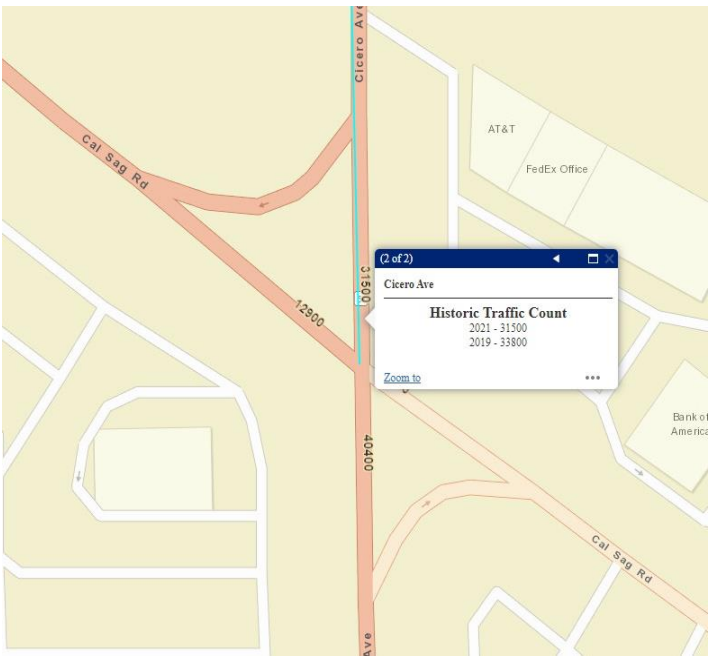 Cicero Ave
Cal Sag Rd
AT&T
FedEx Office
(2 of 2)
Cicero Ave
31500
Historic Traffic Count
2021 - 31500
2019 - 33800
12900
Zoom to
Bank of
America
40400
Cal Sag Rd
Ave